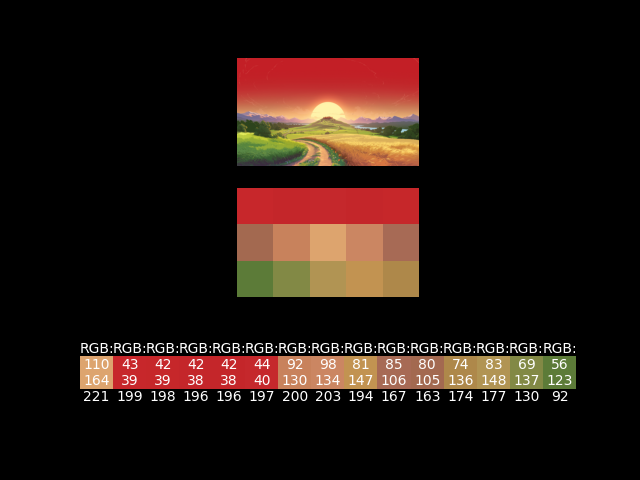 RGB:RGB:RGB:RGB:RGB:RGB:RGB:RGB:RGB:RGB:RGB:RGB:RGB:RGB:RGB:
110 43 42 42 42 44 92 98 81 85 80 74 83 69 56
164 39 39 38 38 40 130 134 147 106 105 136 148 137 123
221 199 198 196 196 197 200 203 194 167 163 174 177 130 92